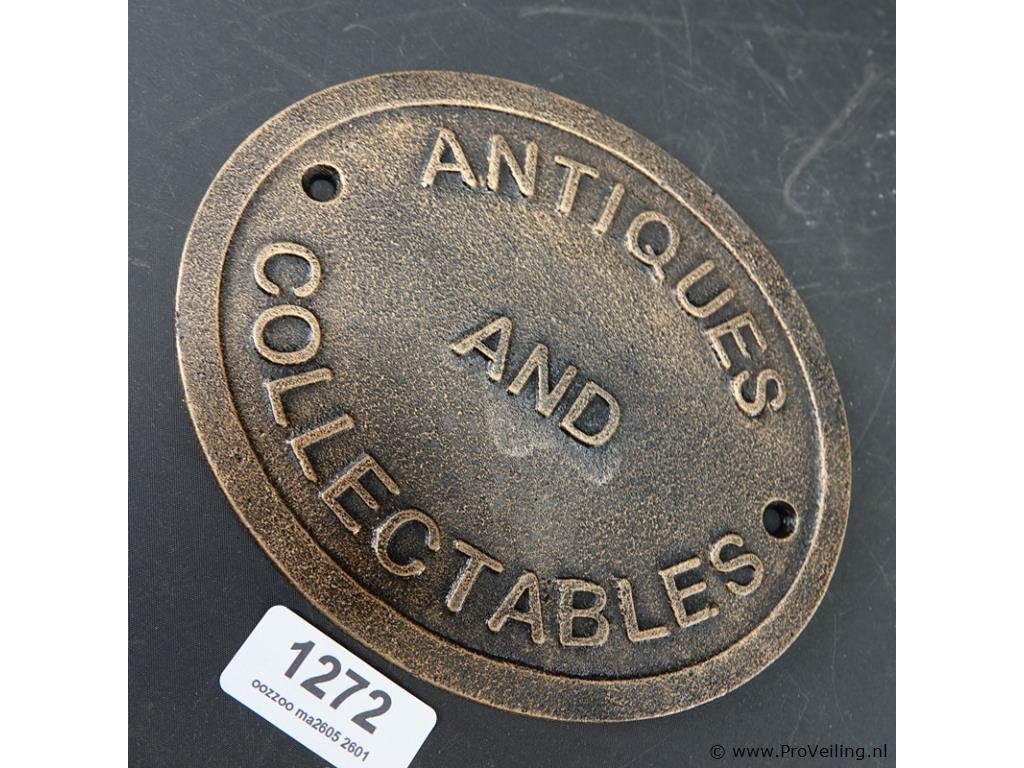 ANTIQUES
AND
COLLECTABLES
1272
oozzoo ma2605 2601
© www.ProVeiling.nl